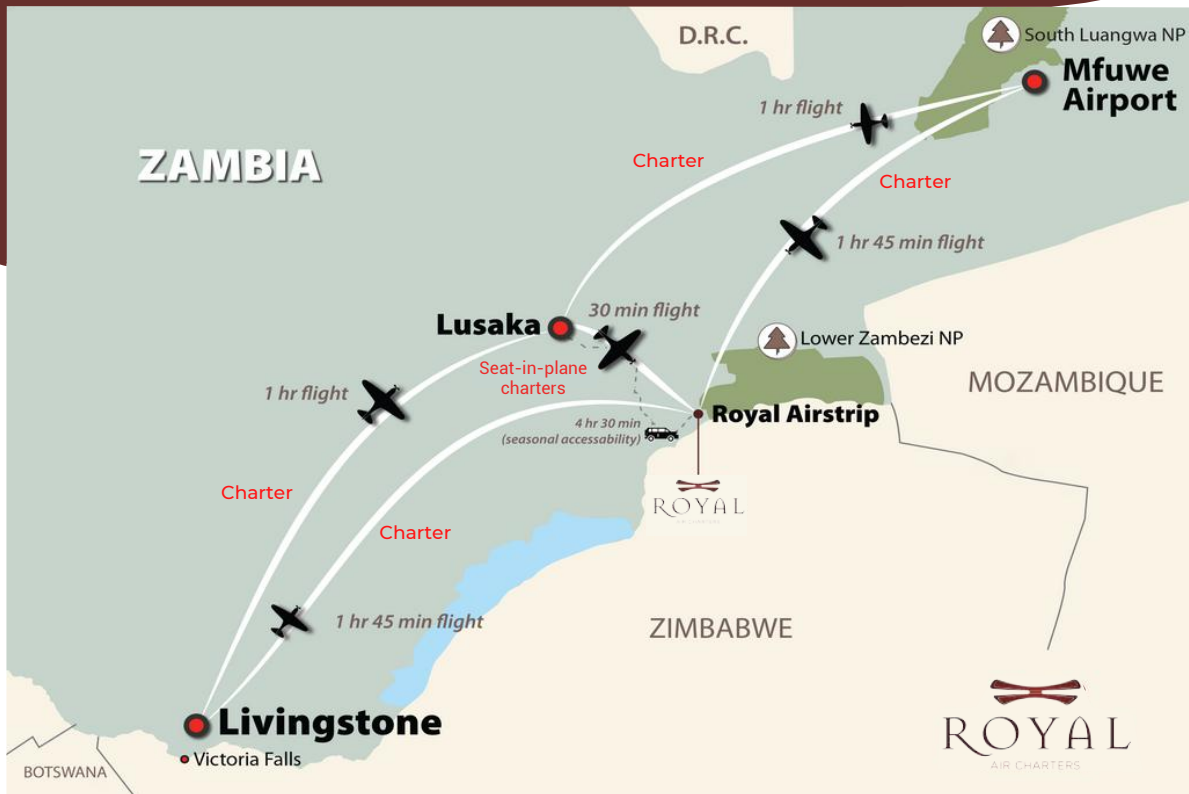 D.R.C.
South Luangwa NP
Mfuwe
Airport
1 hr flight
Charter
ZAMBIA
Charter
1 hr 45 min flight
30 min flight
Lusaka
Lower Zambezi NP
Seat-in-plane
charters
MOZAMBIQUE
1 hr flight
Royal Airstrip
4 hr 30 min
(seasonal accessability)
Charter
ROYAL
AIR CHARTERS
Charter
1 hr 45 min flight
ZIMBABWE
Livingstone
ROYAL
AIR CHARTERS
Victoria Falls
BOTSWANA